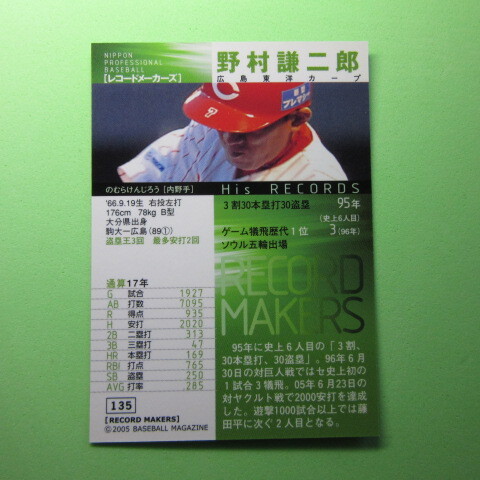 NIPPON
PROFESSIONAL
BASEBALL
[レコードメーカーズ]
野村謙二郎
広島東洋カープ
C
7
のむらけんじろう [内野手]
'66.9.19生 右投左打
176cm 78kg B型
大分県出身
駒大―広島(89①)
盗塁王3回 最多安打2回
His RECORDS
3割30本塁打30盗塁 95年
(史上6人目)
ゲーム犠飛歴代1位 3(96年)
ソウル五輪出場
通算17年
G 試合 1927
AB 打数 7095
R 得点 935
H 安打 2020
2B 二塁打 313
3B 三塁打 47
HR 本塁打 169
RBI 打点 765
SB 盗塁 250
AVG 打率 .285
135
[RECORD MAKERS]
©2005 BASEBALL MAGAZINE
RECORD
MAKERS
95年に史上6人目の「3割、
30本塁打、30盗塁」。96年6月
30日の対巨人戦では史上初
の1試合3犠飛。05年6月23日の
対ヤクルト戦で2000安打を達成
した。遊撃1000試合以上では藤
田平に次ぐ2人目となる。